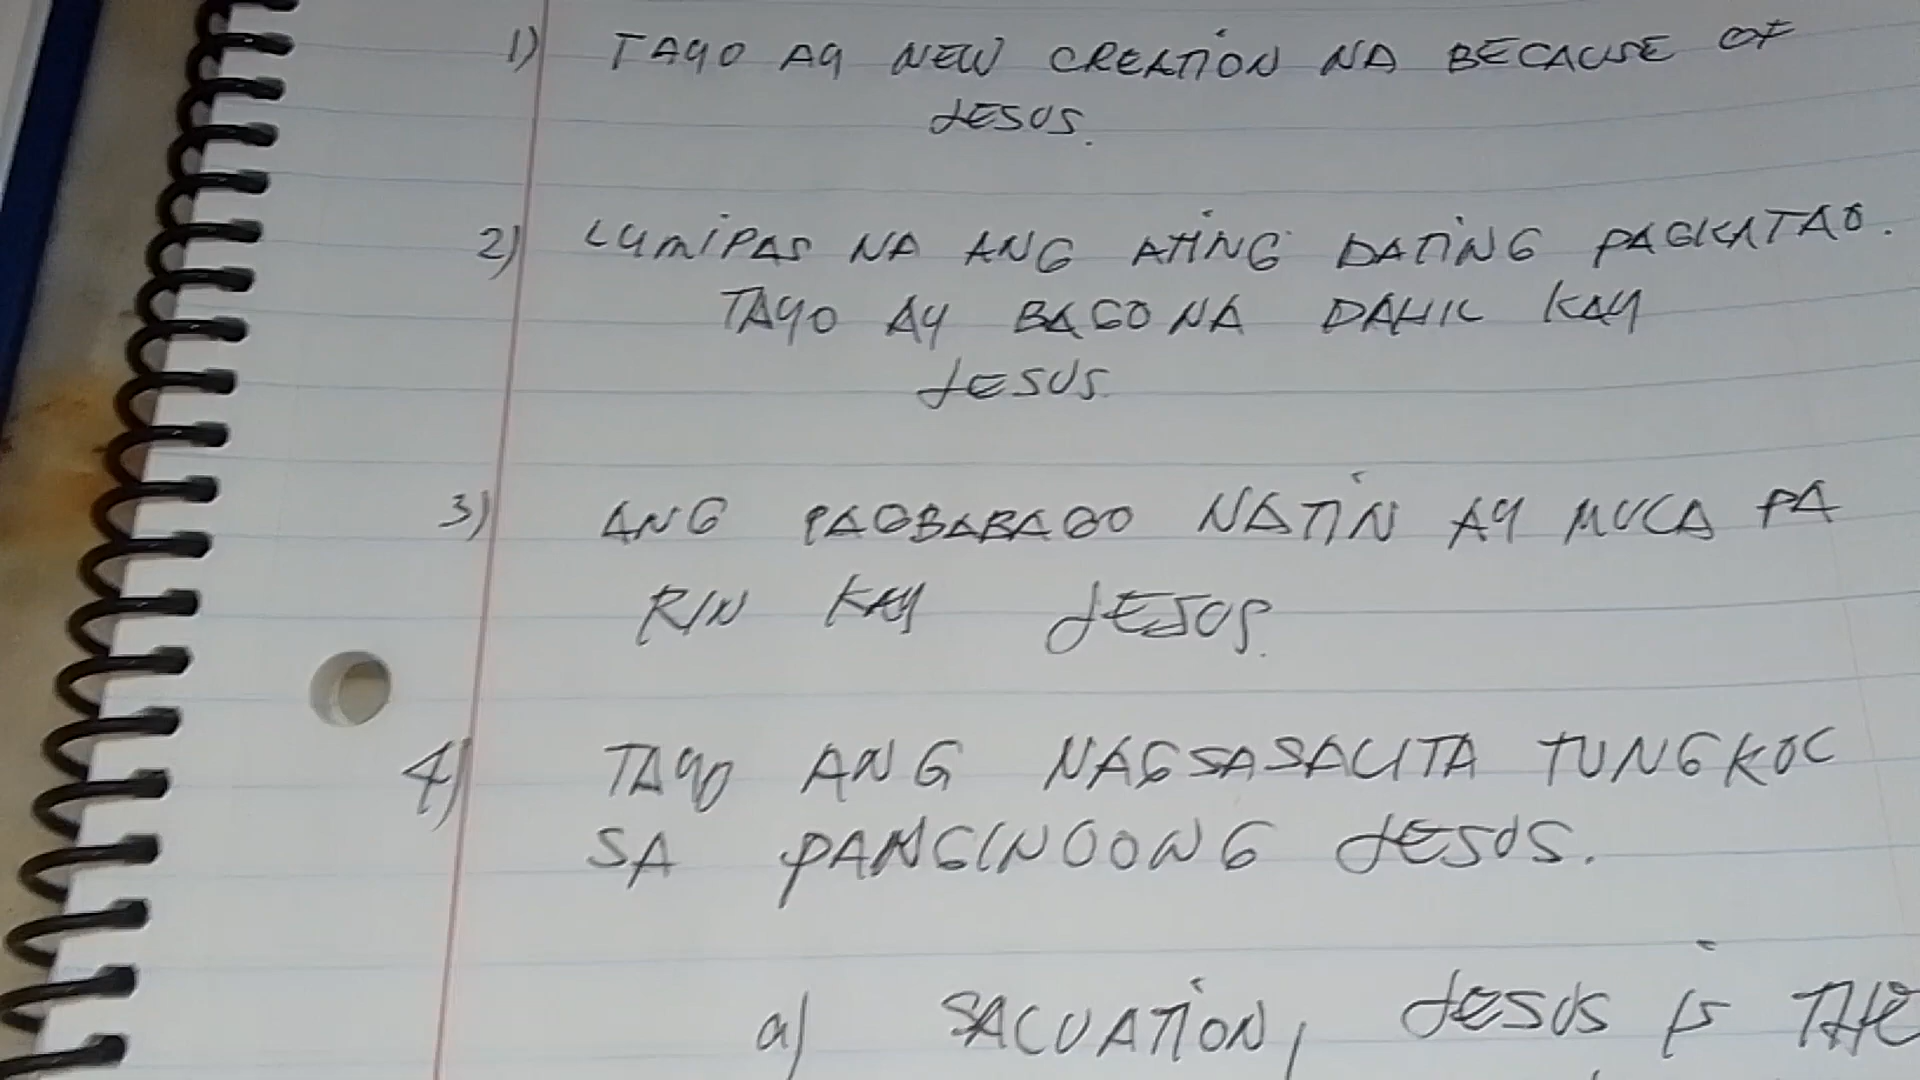 1) TAYO AY NEW CREATION NA BECAUSE OF
JESUS.
2) LUMIPAS NA ANG ATING DATING PAGKATAO.
TAYO AY BAGO NA DAHIL KAY
JESUS.
3) ANG PAGBABAGO NATIN AY MULA PA
RIN KAY JESUS.
4) TAYO ANG NAGSASALITA TUNGKOL
SA PANGINOONG JESUS.
a) SALVATION, JESUS IS THE